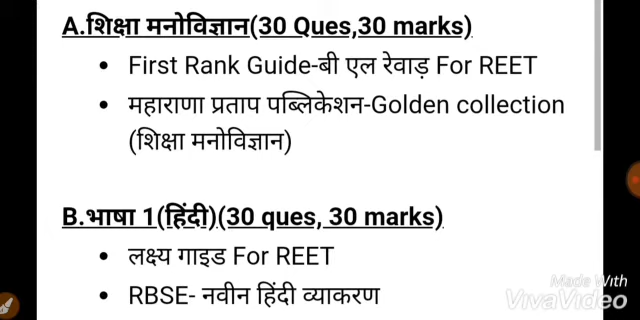 A.शिक्षा मनोविज्ञान(30 Ques,30 marks)
• First Rank Guide-बी एल रेवाड़ For REET
• महाराणा प्रताप पब्लिकेशन-Golden collection
(शिक्षा मनोविज्ञान)
B.भाषा 1(हिंदी)(30 ques, 30 marks)
• लक्ष्य गाइड For REET
• RBSE- नवीन हिंदी व्याकरण
Made With
VivaVideo